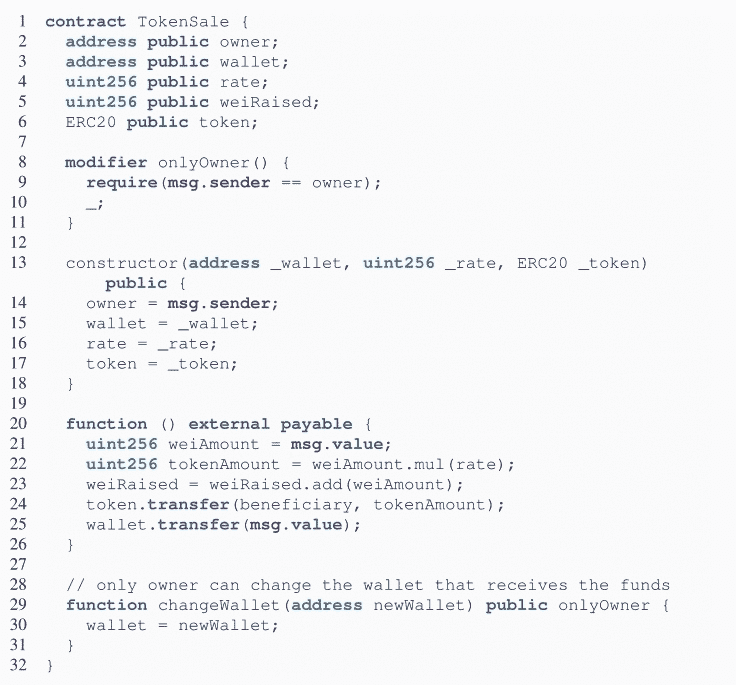 1 contract TokenSale {
2 address public owner;
3 address public wallet;
4 uint256 public rate;
5 uint256 public weiRaised;
6 ERC20 public token;
7
8 modifier onlyOwner() {
9 require(msg.sender == owner);
10 _;
11 }
12
13 constructor(address _wallet, uint256 _rate, ERC20 _token)
public {
14 owner = msg.sender;
15 wallet = _wallet;
16 rate = _rate;
17 token = _token;
18 }
19
20 function () external payable {
21 uint256 weiAmount = msg.value;
22 uint256 tokenAmount = weiAmount.mul(rate);
23 weiRaised = weiRaised.add(weiAmount);
24 token.transfer(beneficiary, tokenAmount);
25 wallet.transfer(msg.value);
26 }
27
28 // only owner can change the wallet that receives the funds
29 function changeWallet(address newWallet) public onlyOwner {
30 wallet = newWallet;
31 }
32 }